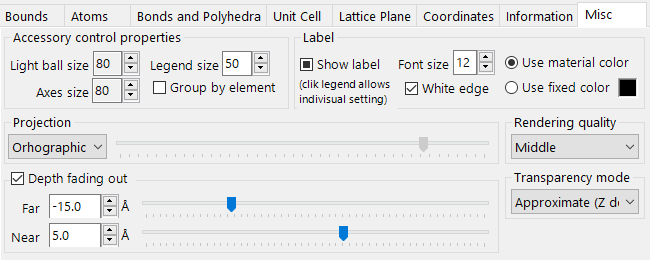 Bounds Atoms Bonds and Polyhedra Unit Cell Lattice Plane Coordinates Information Misc
Accessory control properties
Light ball size 80 Legend size 50
Axes size 80 Group by element
Label
Show label Font size 12 Use material color
(clik legend allows
indivisual setting) White edge Use fixed color
Projection
Orhographic
Rendering quality
Middle
Depth fading out
Far -15.0 Å
Near 5.0 Å
Transparency mode
Approximate (Z de